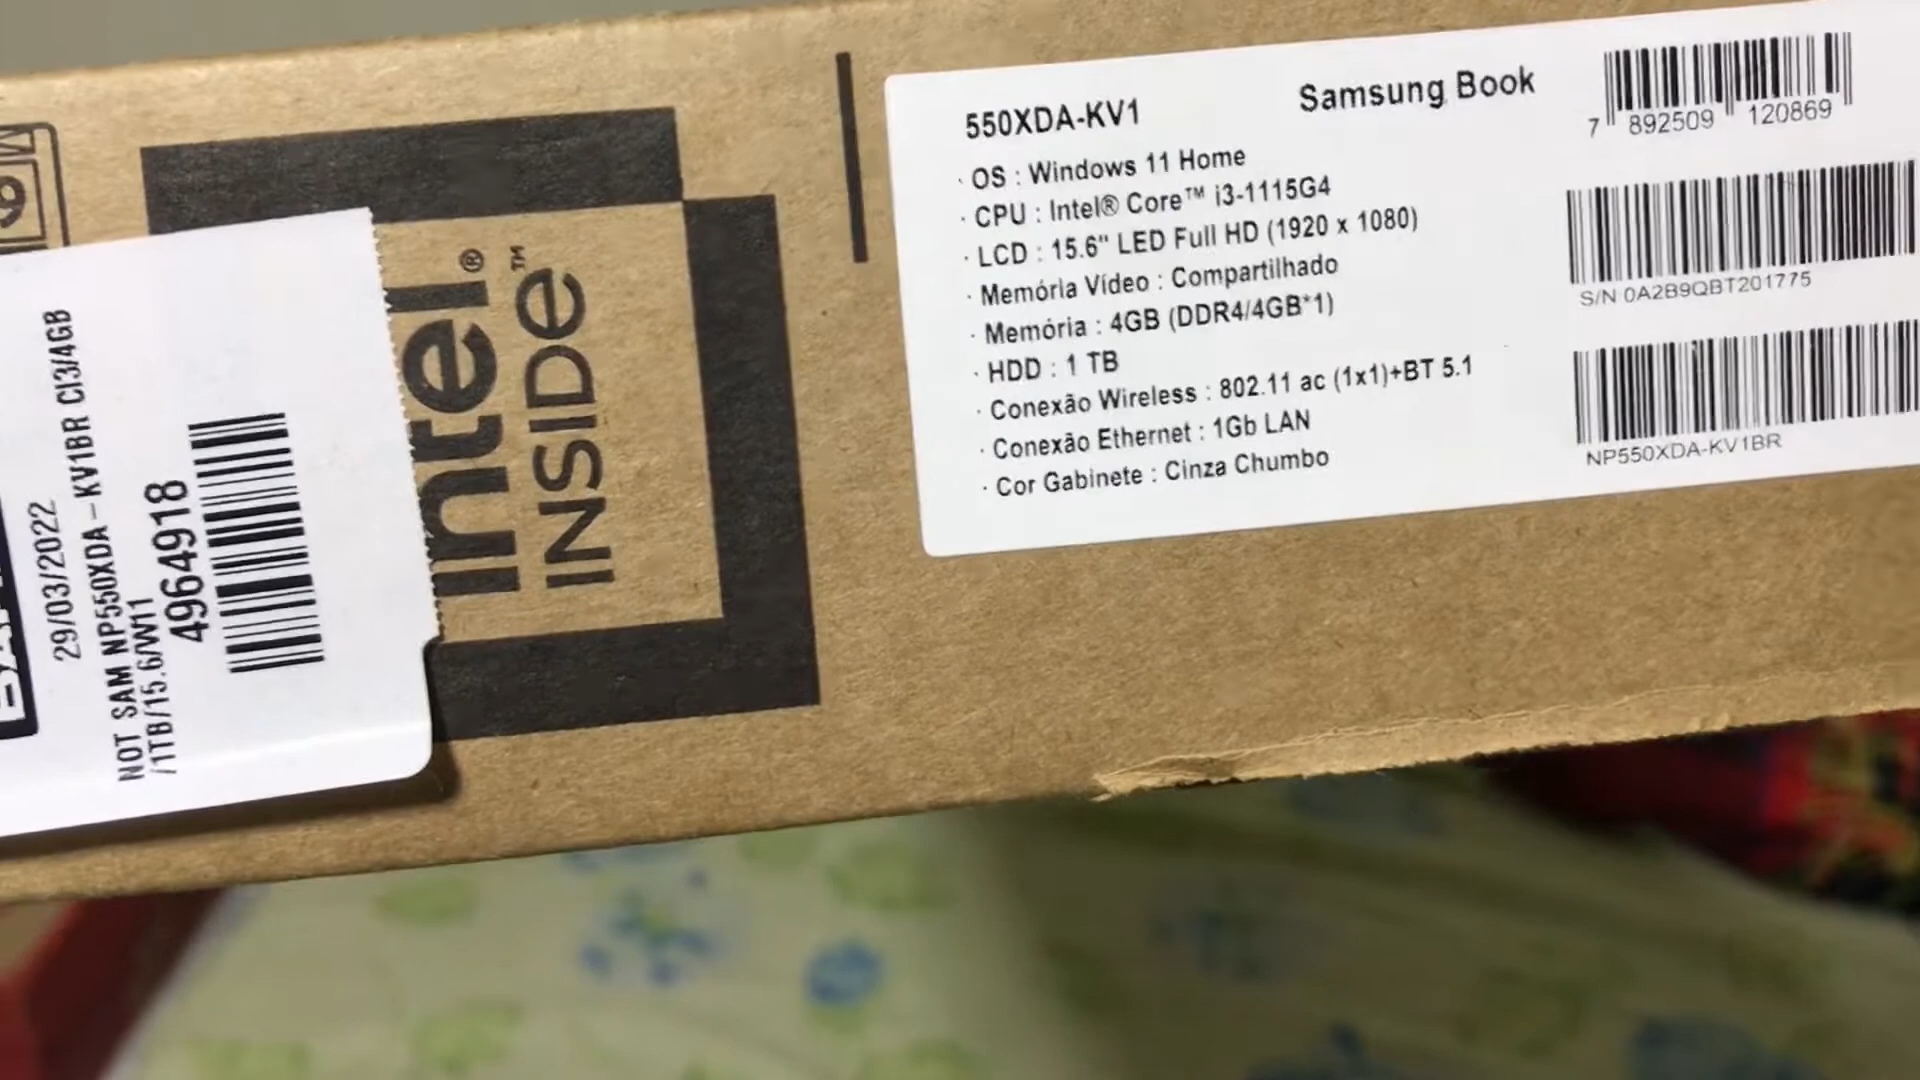 29/03/2022
NOT SAM NP550XDA – KV1BR CI3/4GB
/1TB/15.6/W11
4964918
intel®
INSIDE™
550XDA-KV1
Samsung Book
· OS : Windows 11 Home
· CPU : Intel® Core™ i3-1115G4
· LCD : 15.6" LED Full HD (1920 x 1080)
· Memória Vídeo : Compartilhado
· Memória : 4GB (DDR4/4GB*1)
· HDD : 1 TB
· Conexão Wireless : 802.11 ac (1x1)+BT 5.1
· Conexão Ethernet : 1Gb LAN
· Cor Gabinete : Cinza Chumbo
7 892509 120869
S/N 0A2B9QBT201775
NP550XDA-KV1BR